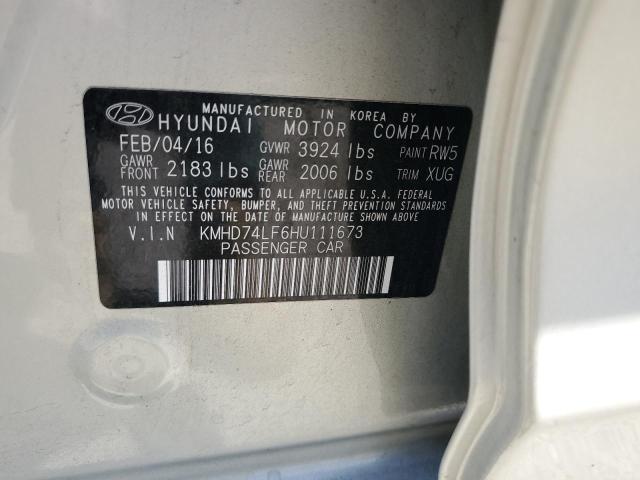 MANUFACTURED IN KOREA BY
HYUNDAI MOTOR COMPANY
FEB/04/16 GVWR 3924 lbs PAINT RW5
GAWR FRONT 2183 lbs GAWR REAR 2006 lbs TRIM XUG
THIS VEHICLE CONFORMS TO ALL APPLICABLE U.S.A. FEDERAL
MOTOR VEHICLE SAFETY, BUMPER, AND THEFT PREVENTION STANDARDS
IN EFFECT ON THE DATE OF MANUFACTURE SHOWN ABOVE.
V.I.N KMHD74LF6HU111673
PASSENGER CAR